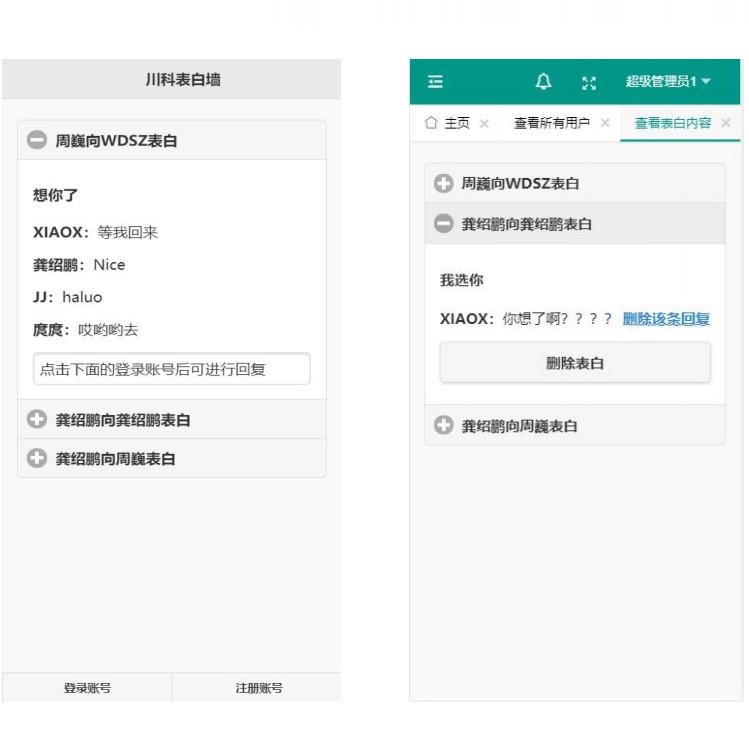 川科表白墙
周巍向WDSZ表白
想你了
XIAOX：等我回来
龚绍鹏：Nice
JJ：haluo
庹庹：哎哟哟去
点击下面的登录账号后可进行回复
龚绍鹏向龚绍鹏表白
龚绍鹏向周巍表白
登录账号
注册账号
超级管理员1
主页
查看所有用户
查看表白内容
周巍向WDSZ表白
龚绍鹏向龚绍鹏表白
我选你
XIAOX：你想了啊？？？？ 删除该条回复
删除表白
龚绍鹏向周巍表白